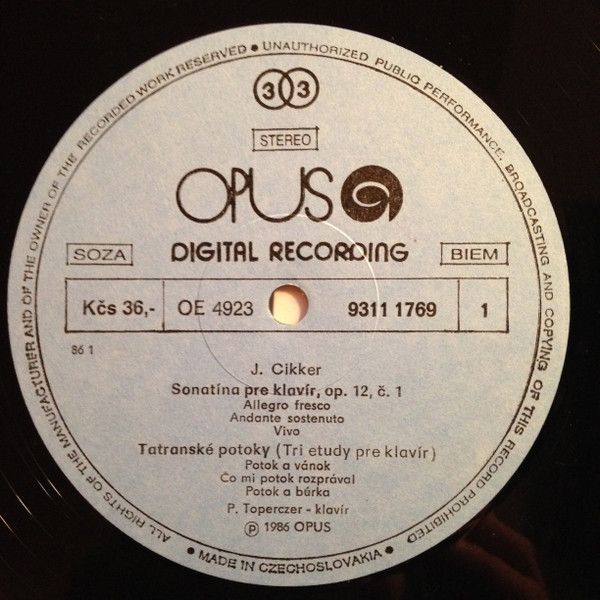 ALL RIGHTS OF THE MANUFACTURER AND OF THE OWNER OF THE RECORDED WORK RESERVED • UNAUTHORIZED PUBLIC PERFORMANCE, BROADCASTING AND COPYING OF THIS RECORD PROHIBITED
33
STEREO
OPUS
SOZA DIGITAL RECORDING BIEM
Kčs 36,- OE 4923 9311 1769 1
86 1
J. Cikker
Sonatína pre klavír, op. 12, č. 1
Allegro fresco
Andante sostenuto
Vivo
Tatranské potoky (Tri etudy pre klavír)
Potok a vánok
Čo mi potok rozprával
Potok a búrka
P. Toperczer - klavír
Ⓟ 1986 OPUS
• MADE IN CZECHOSLOVAKIA •